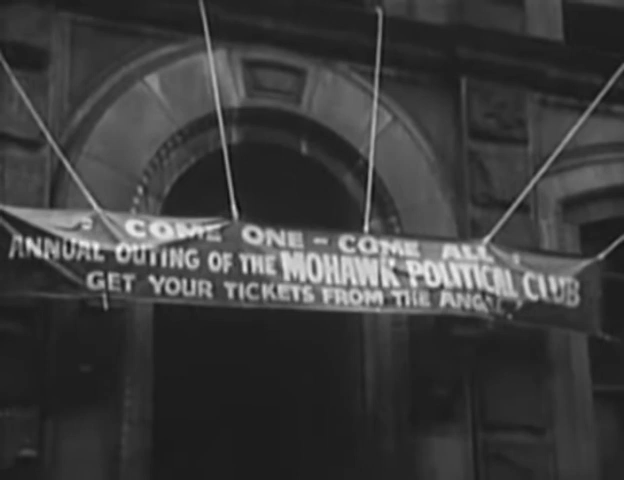 COME ONE - COME ALL
ANNUAL OUTING OF THE MOHAWK POLITICAL CLUB
GET YOUR TICKETS FROM THE